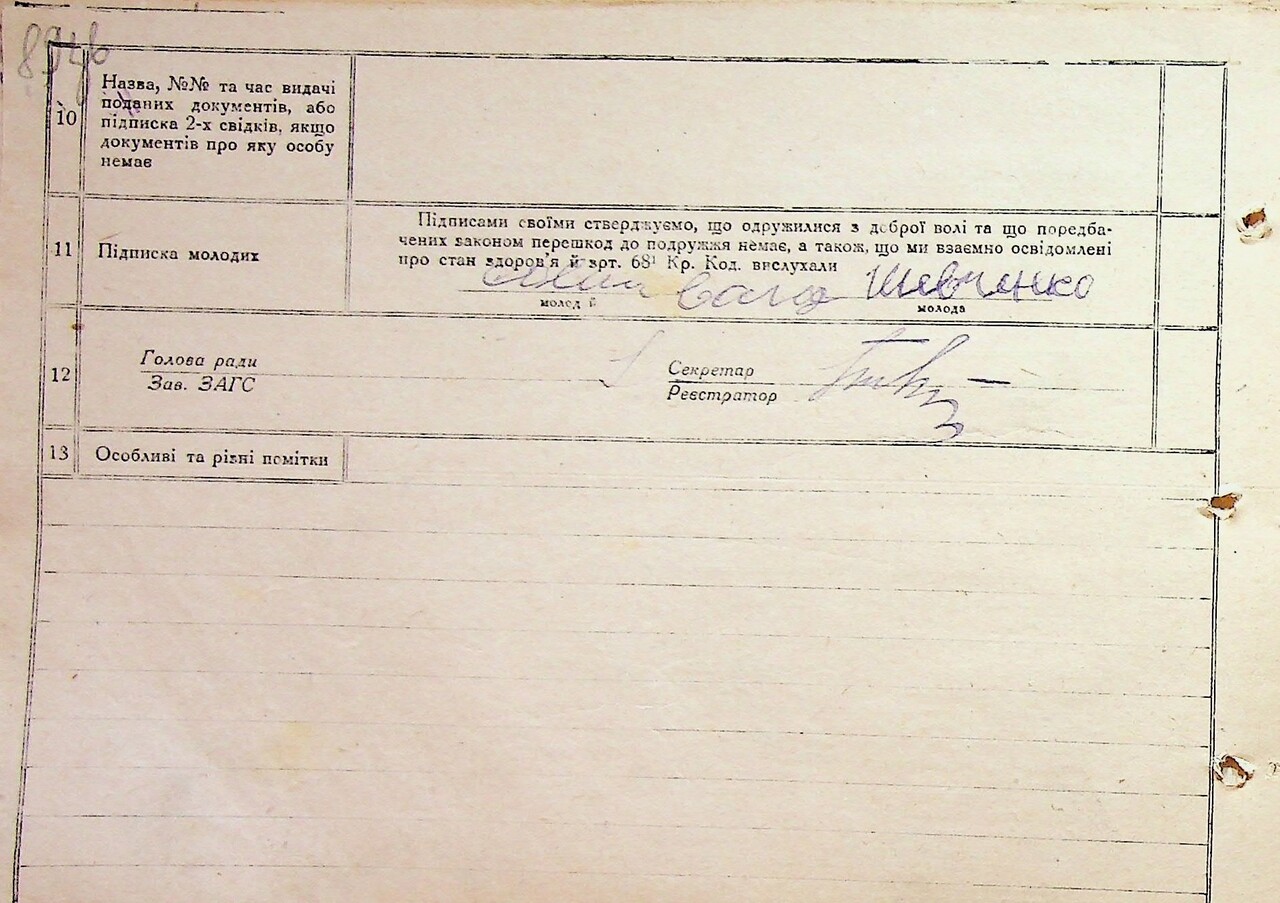 10
Назва, №№ та час видачі
поданих документів, або
підписка 2-х свідків, якщо
документів про яку особу
немає
11
Підписка молодих
Підписами своїми стверджуємо, що одружилися з доброї волі та що передба-
чених законом перешкод до подружжя немає, а також, що ми взаємно освідомлені
про стан здоров'я й арт. 68¹ Кр. Код. вислухали
Шевченко
молодий
молода
12
Голова ради
Зав. ЗАГС
Секретар
Реєстратор
13
Особливі та різні помітки